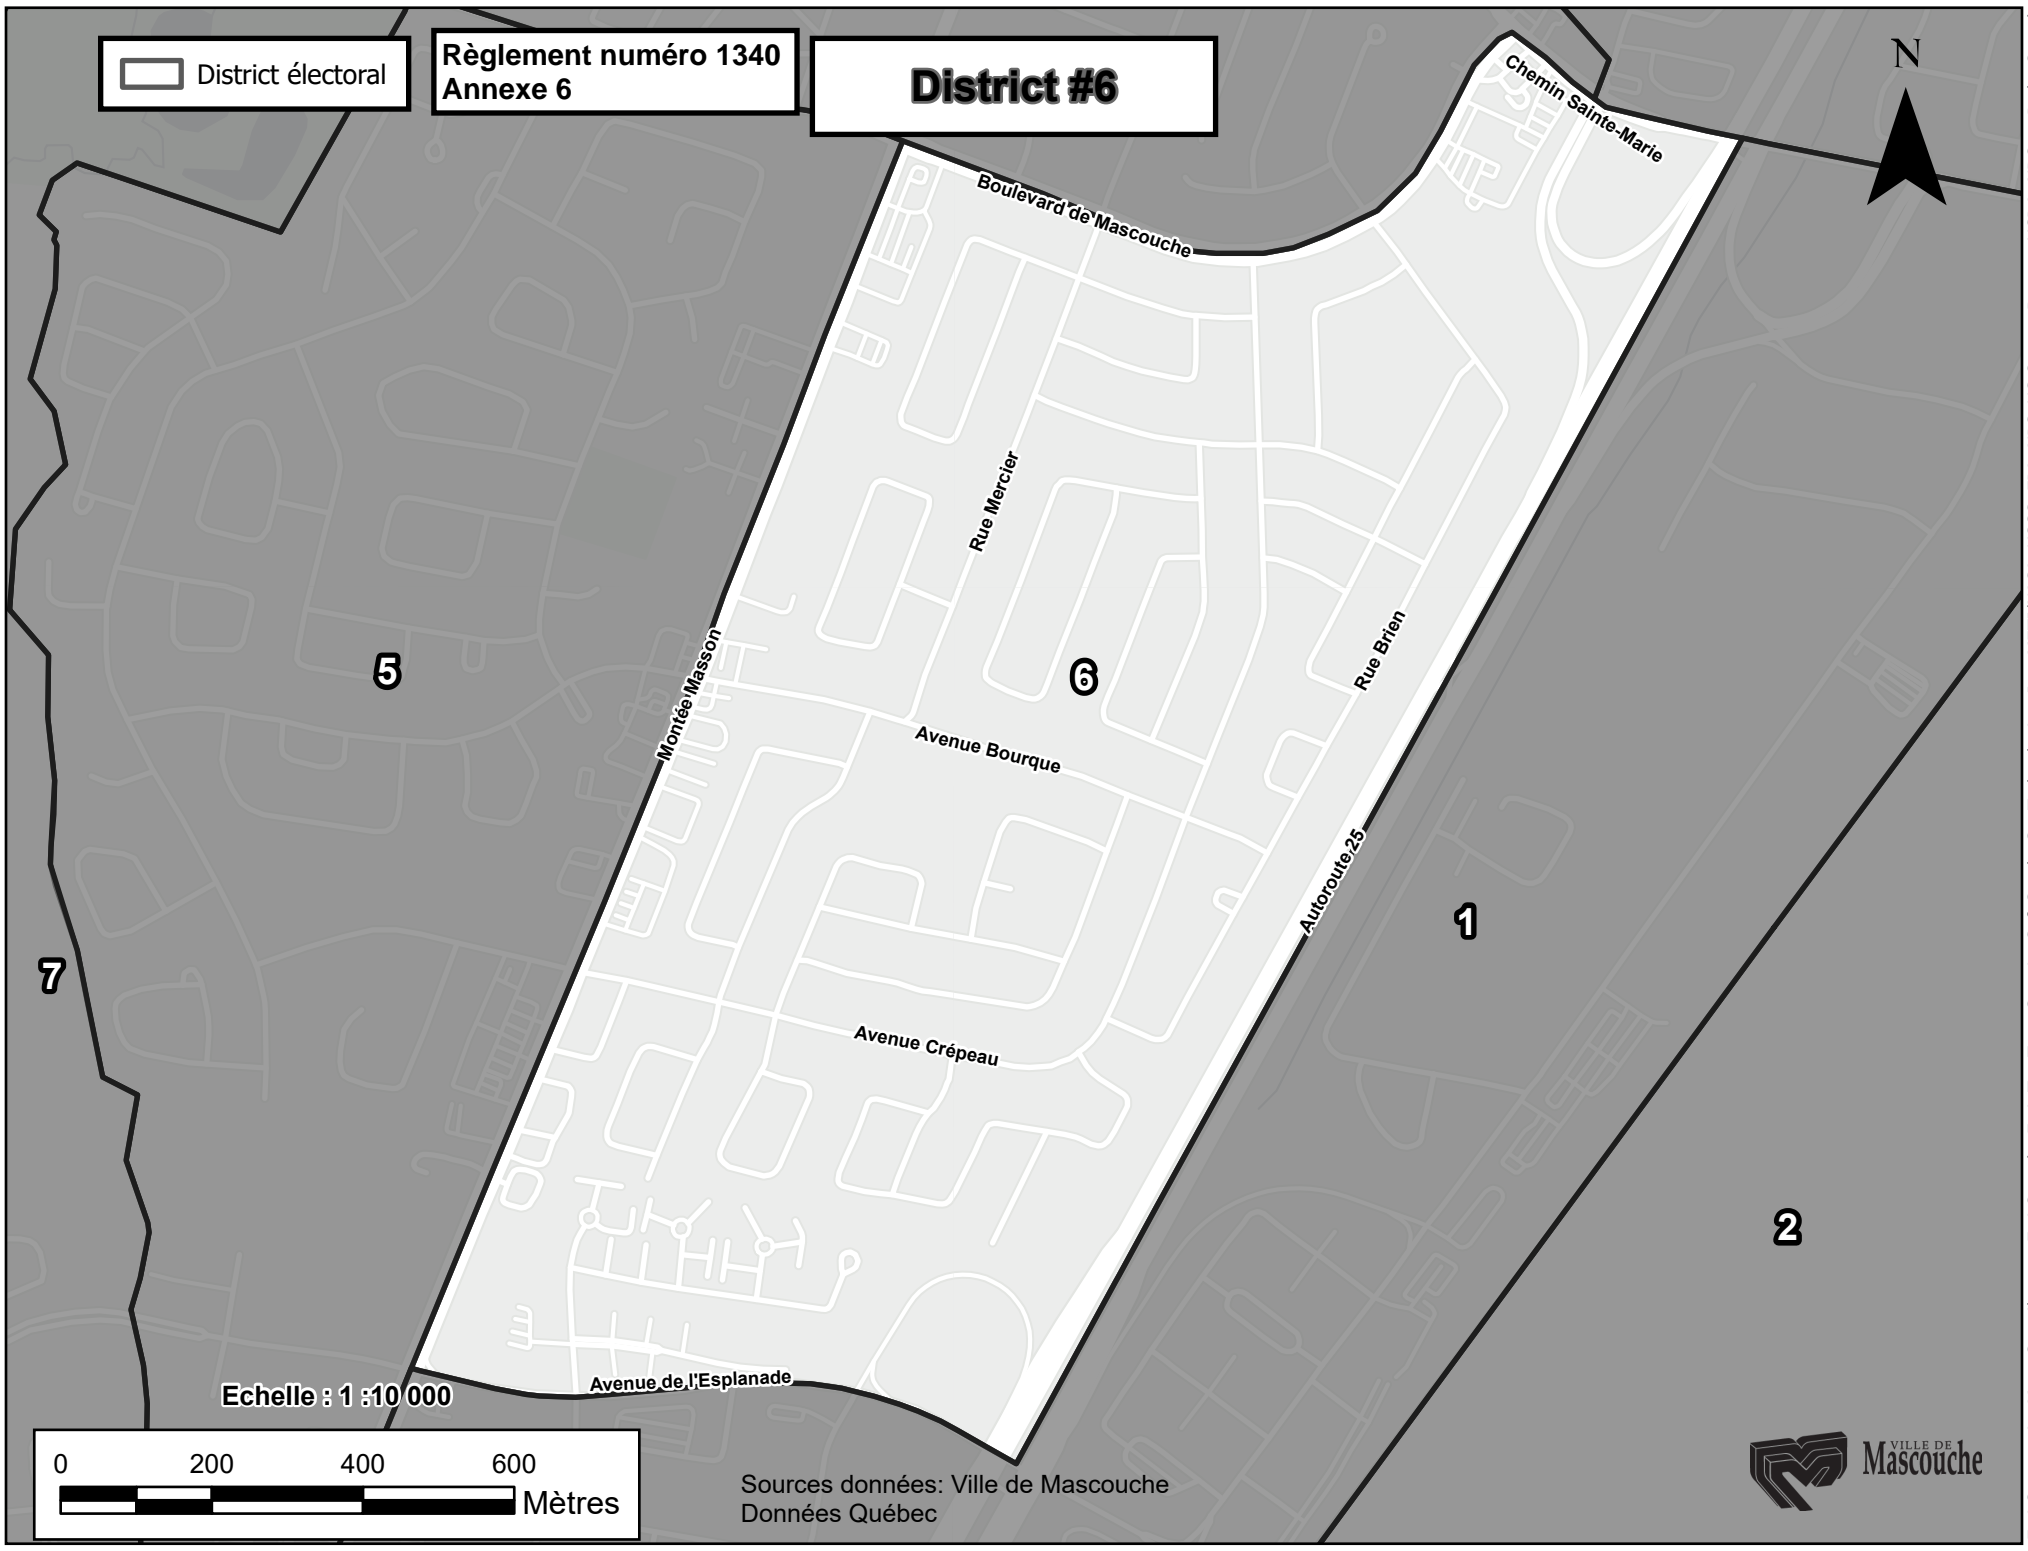 District électoral
Règlement numéro 1340
Annexe 6
District #6
N
Chemin Sainte-Marie
Boulevard de Mascouche
Rue Mercier
Rue Brien
Montée Masson
5
6
Avenue Bourque
Autoroute 25
1
7
Avenue Crépeau
2
Avenue de l'Esplanade
Echelle : 1 :10 000
0 200 400 600
Mètres
Sources données: Ville de Mascouche
Données Québec
VILLE DE
Mascouche